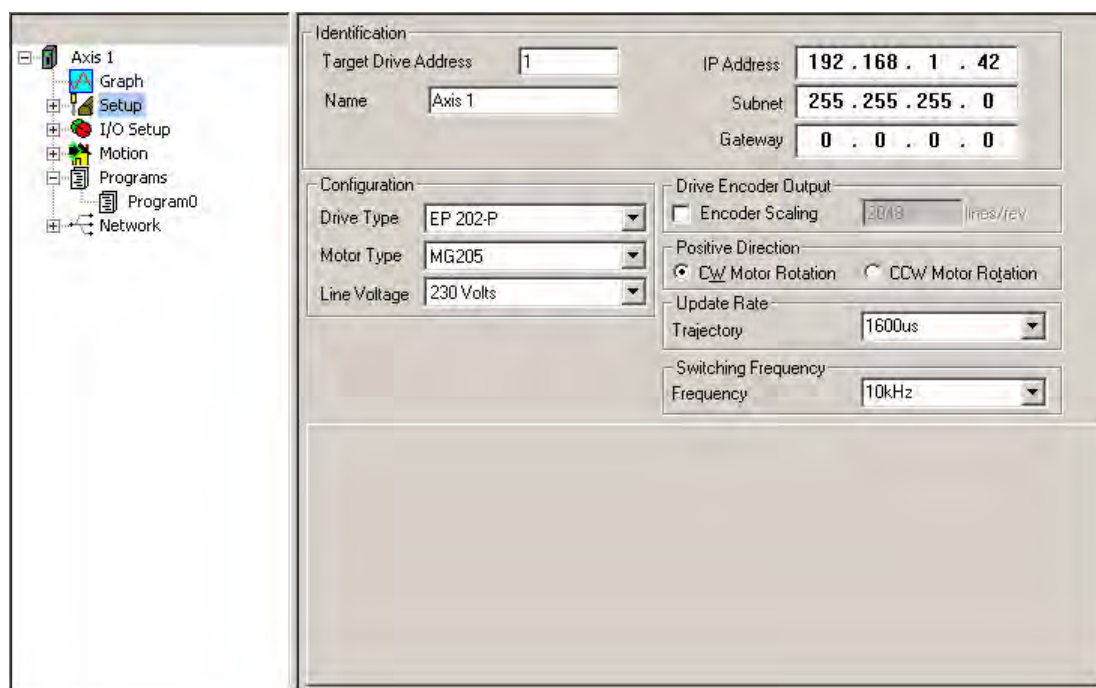 Axis 1
Graph
Setup
I/O Setup
Motion
Programs
Program0
Network
Identification
Target Drive Address 1
Name Axis 1
IP Address 192 . 168 . 1 . 42
Subnet 255 . 255 . 255 . 0
Gateway 0 . 0 . 0 . 0
Configuration
Drive Type EP 202-P
Motor Type MG205
Line Voltage 230 Volts
Drive Encoder Output
Encoder Scaling 2048 lines/rev
Positive Direction
CW Motor Rotation CCW Motor Rotation
Update Rate
Trajectory 1600us
Switching Frequency
Frequency 10kHz